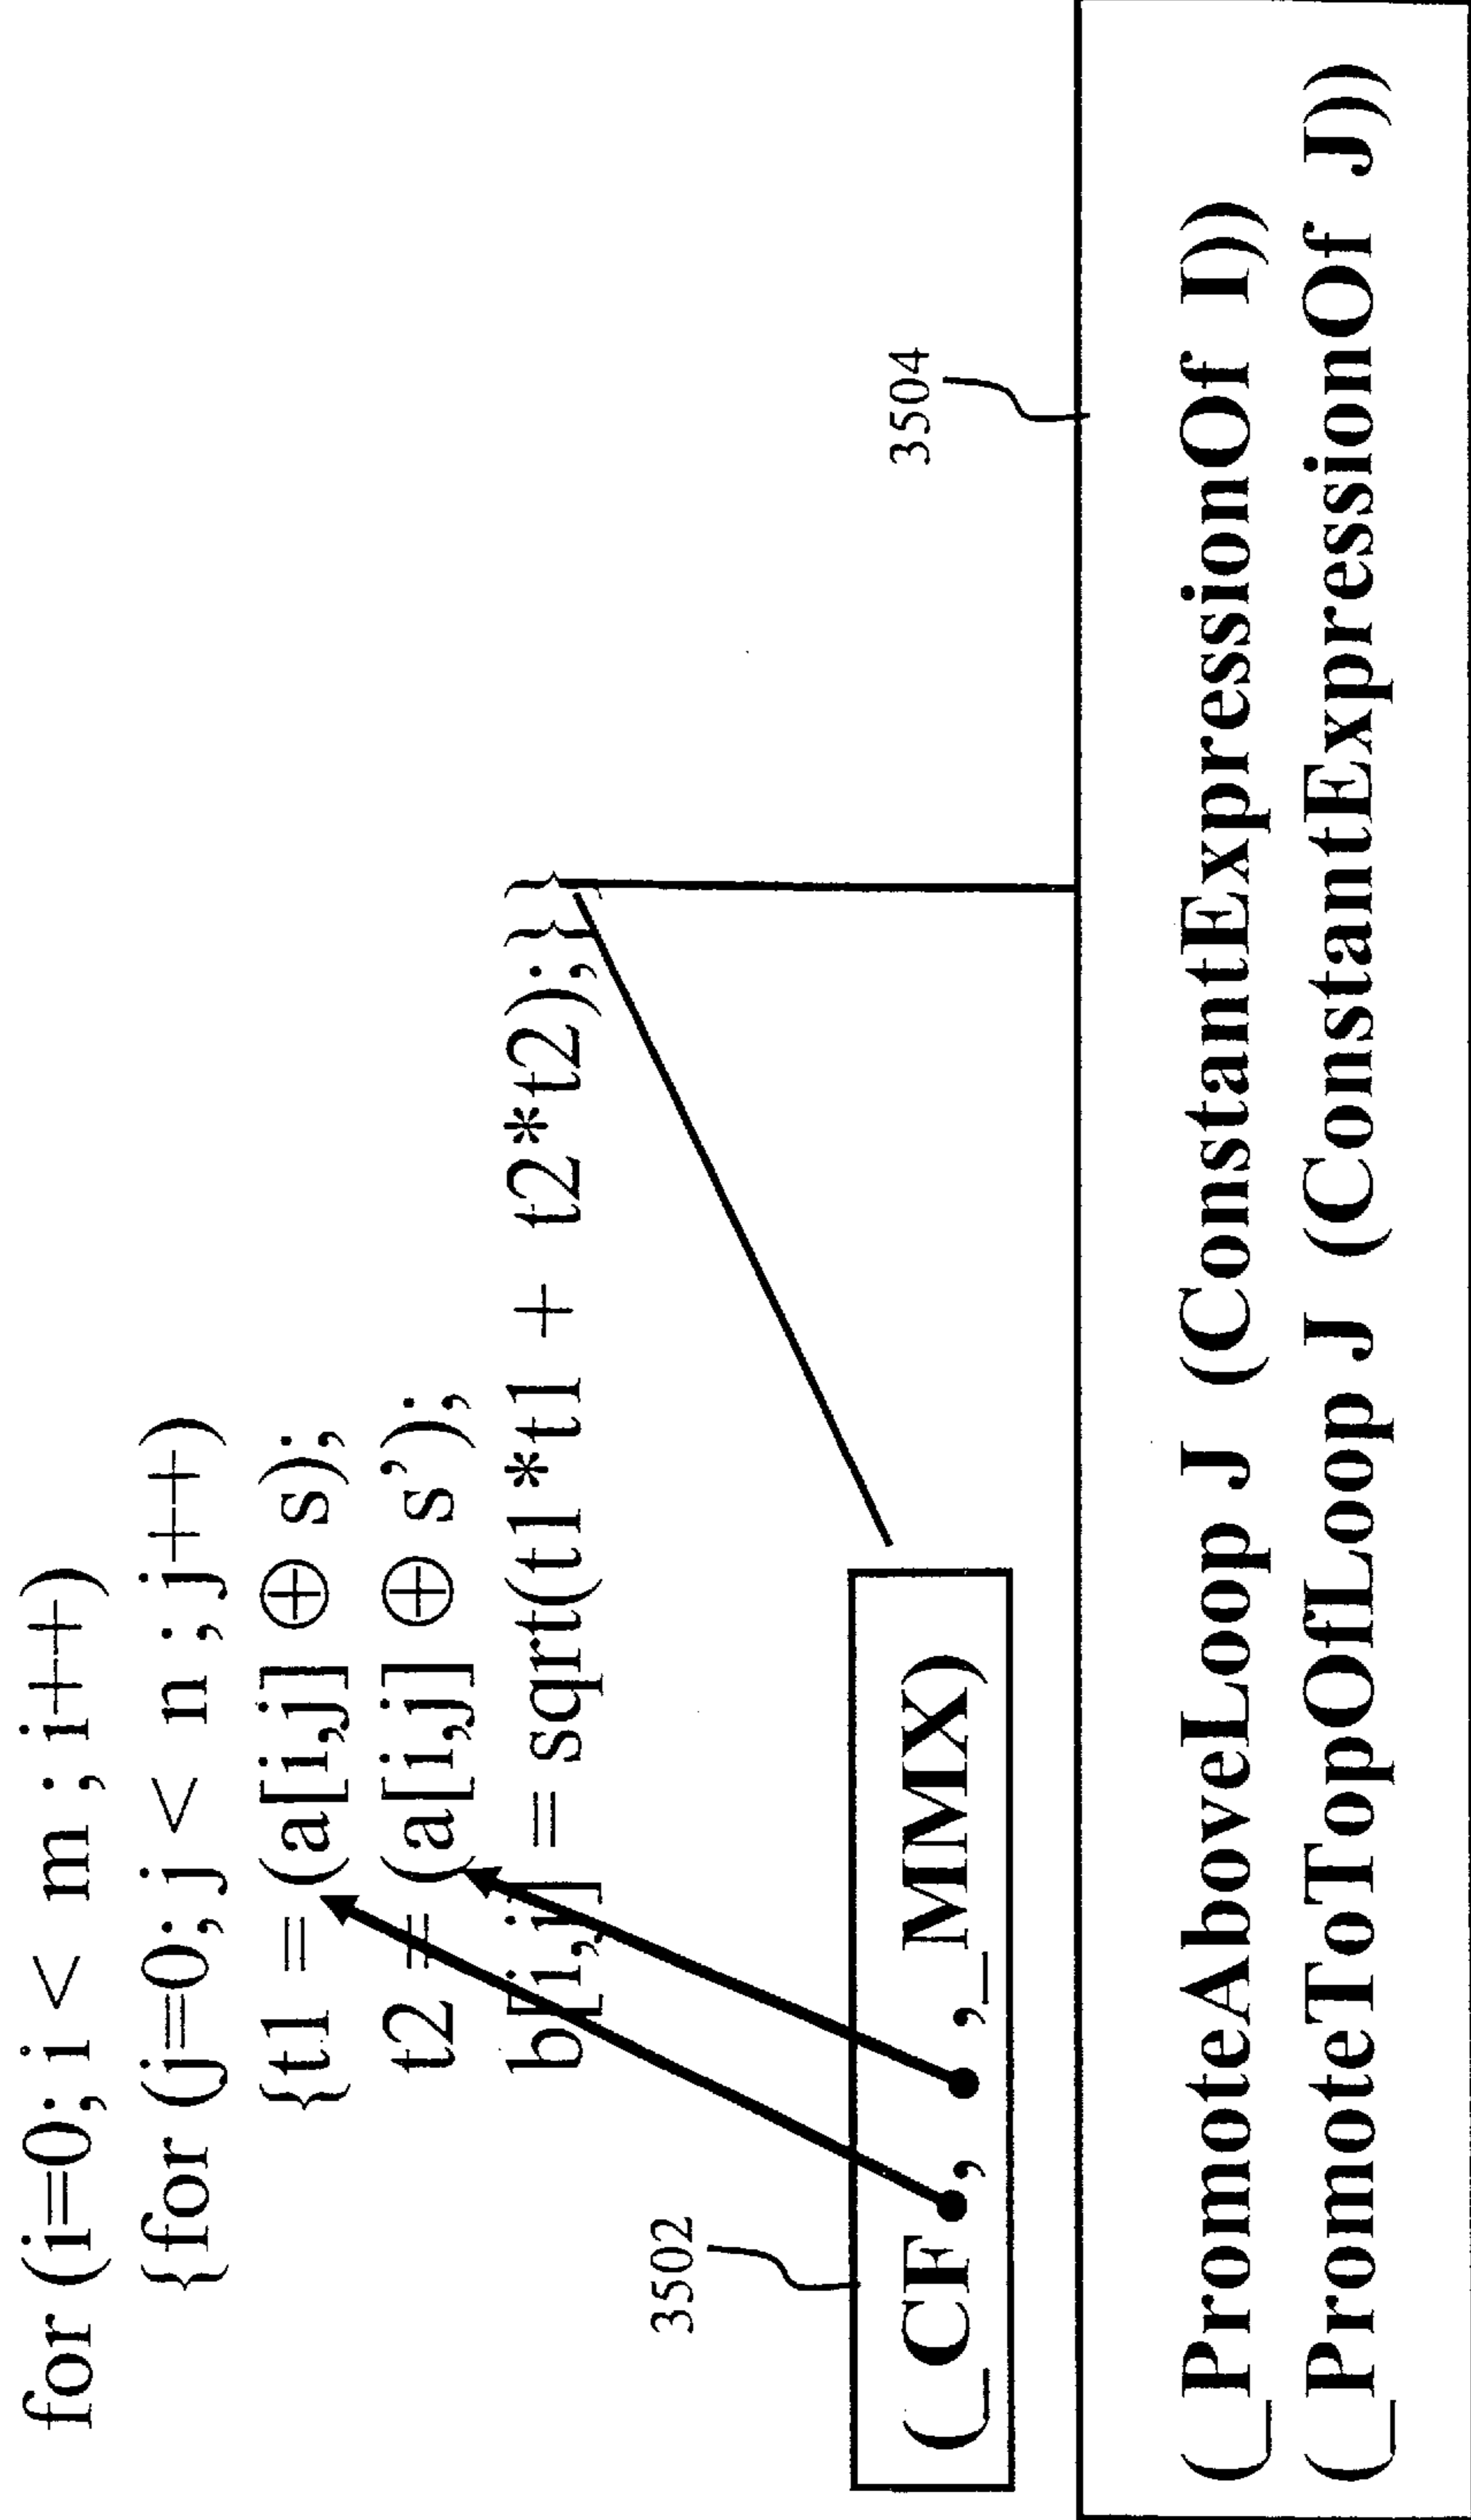 for (i=0; i < m ; i++)
{for (j=0; j < n ; j++)
{t1 = (a[i,j] ⊕ s);
t2 = (a[i,j] ⊕ s’);
b[i,j] = sqrt(t1*t1 + t2*t2);}}
3502
(_CF , , _MMX)
3504
(_PromoteAboveLoop J (ConstantExpressionOf I))
(_PromoteToTopOfLoop J (ConstantExpressionOf J))